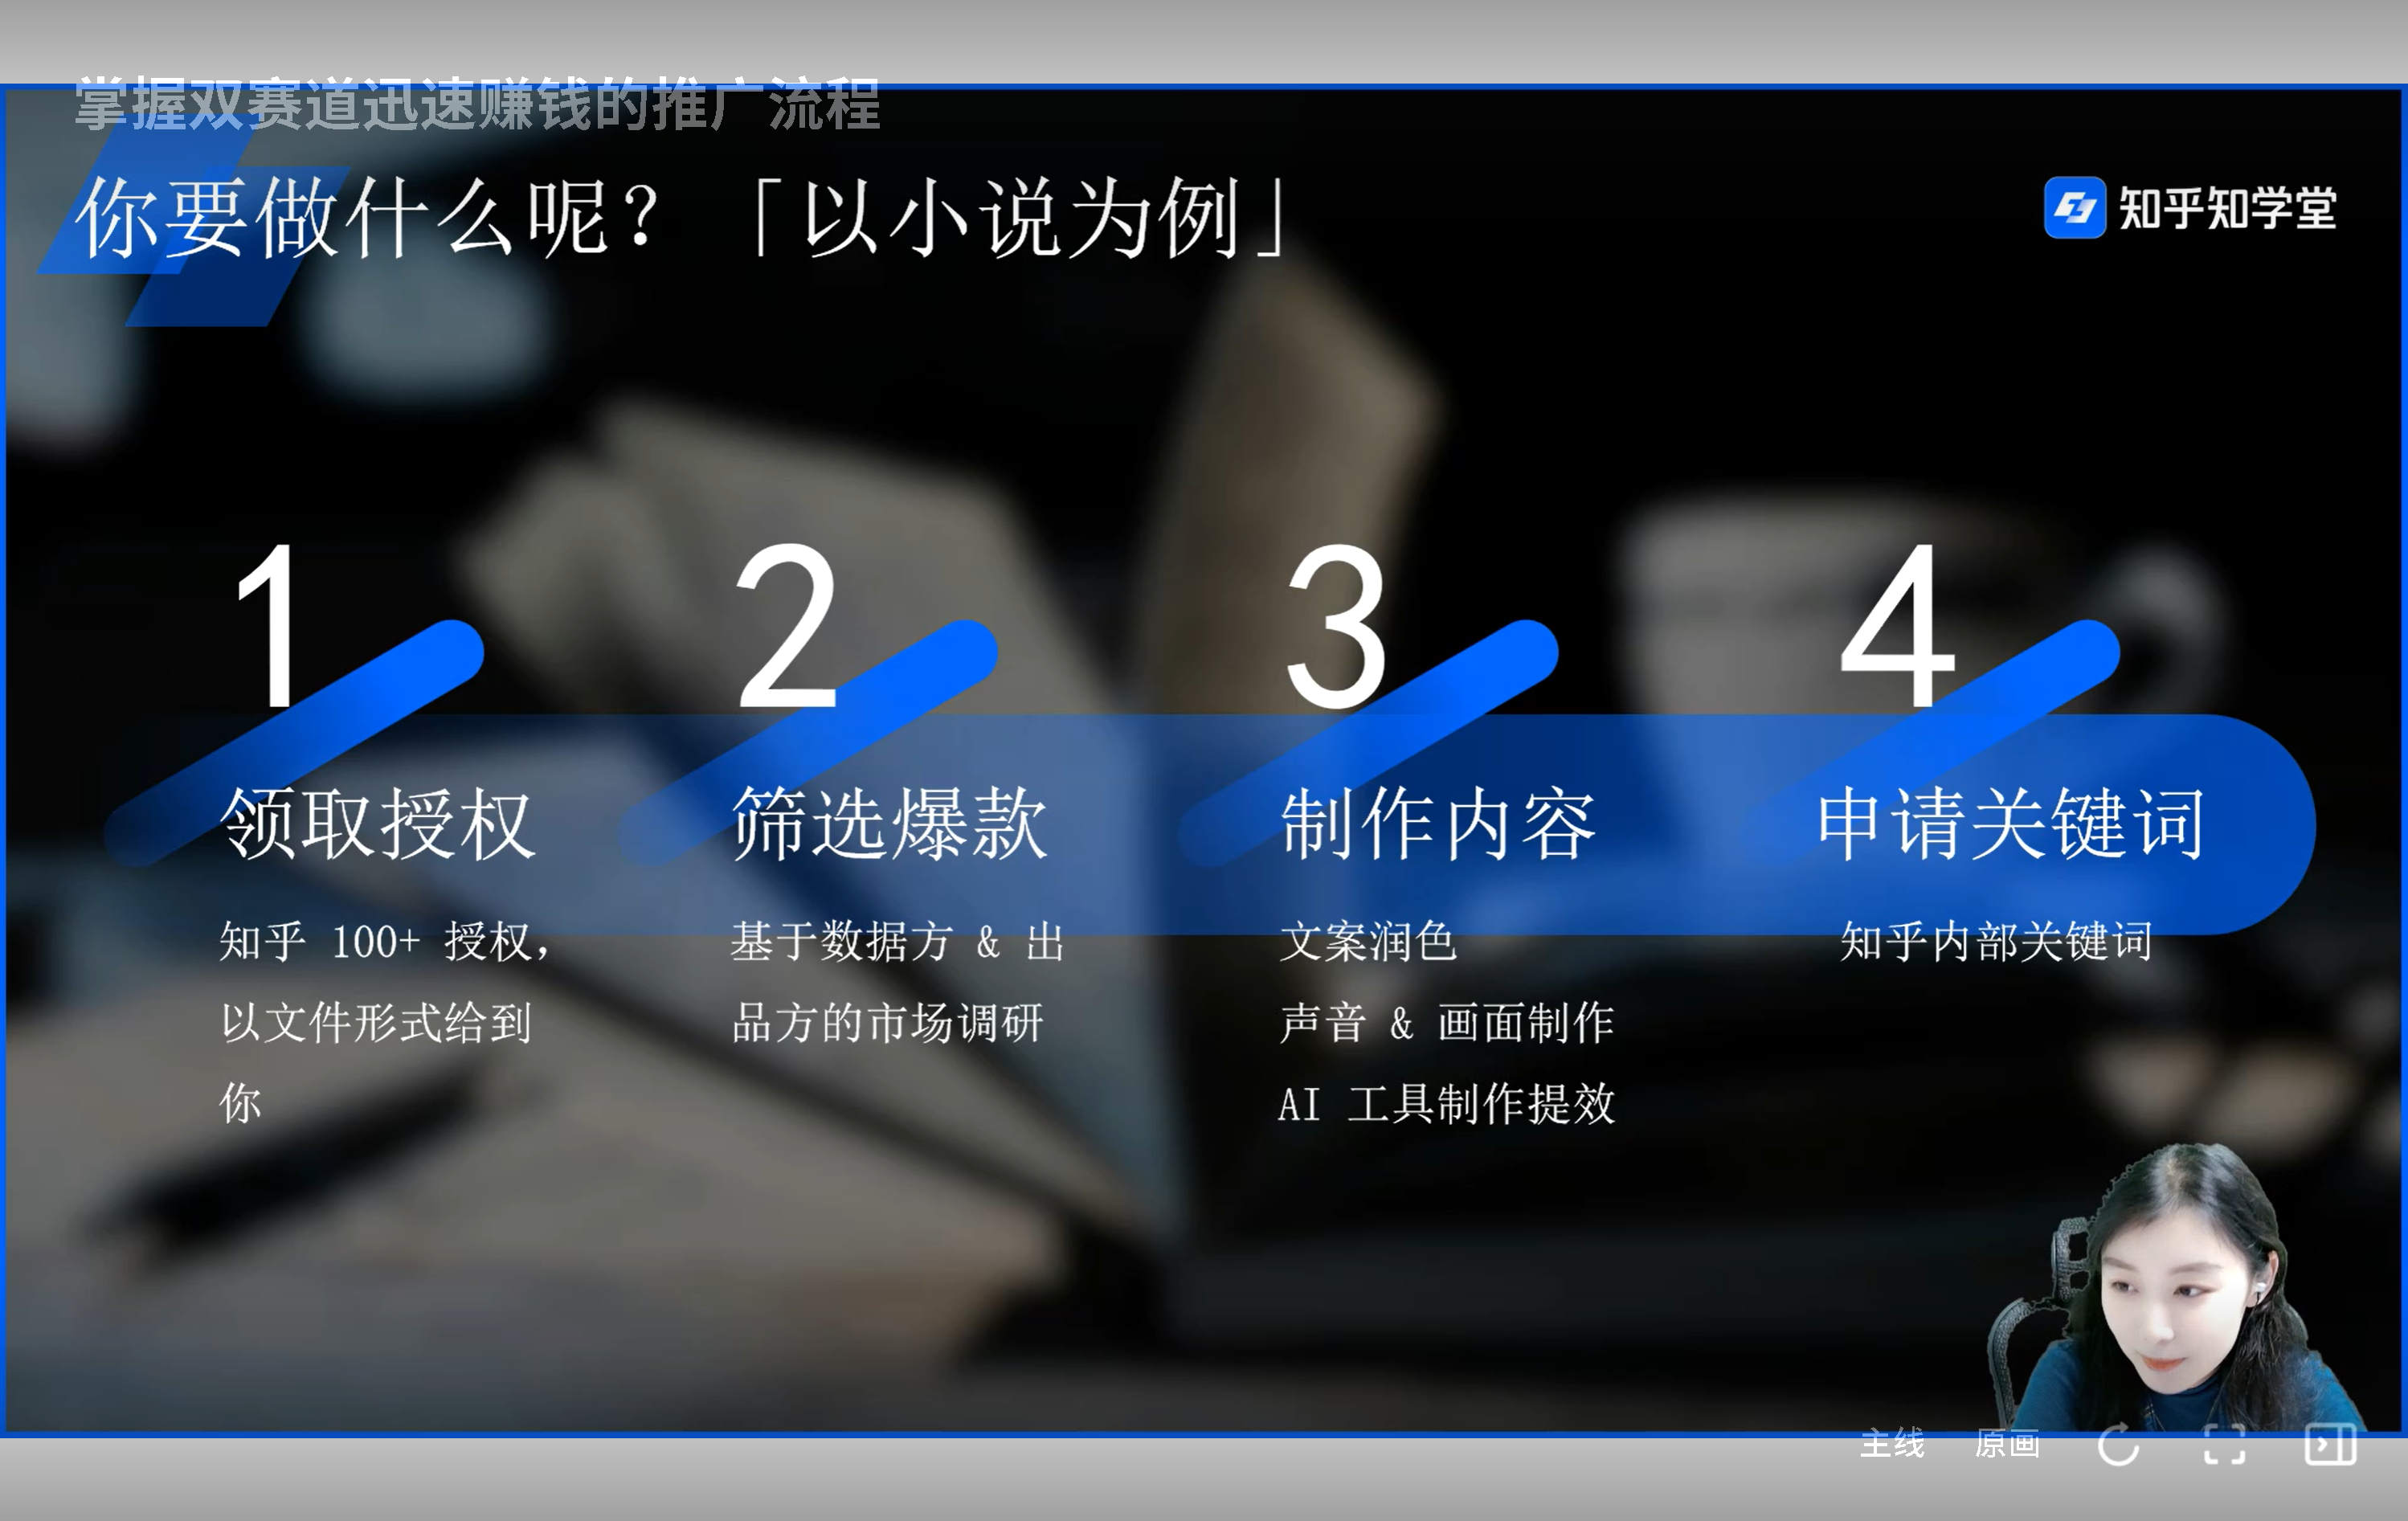 掌握双赛道迅速赚钱的推广流程
你要做什么呢？「以小说为例」
知乎知学堂
1
2
3
4
领取授权
筛选爆款
制作内容
申请关键词
知乎 100+ 授权，
以文件形式给到
你
基于数据方 & 出
品方的市场调研
文案润色
声音 & 画面制作
AI 工具制作提效
知乎内部关键词
主线
原画